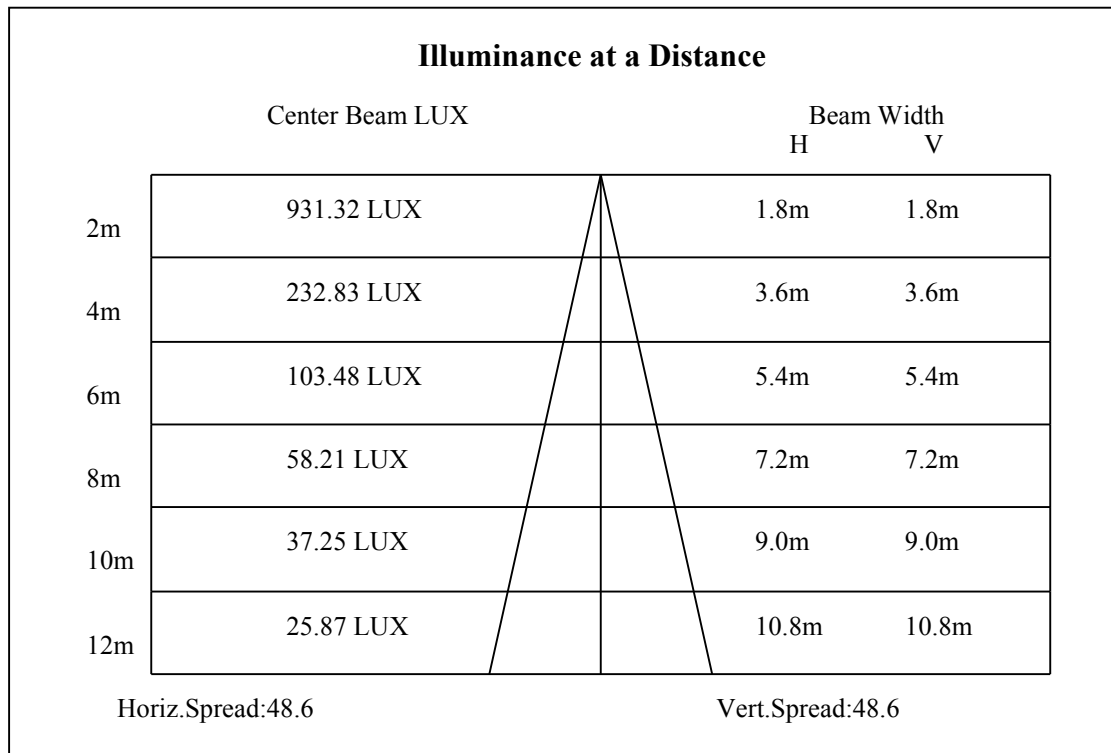 Illuminance at a Distance
Center Beam LUX Beam Width
H V
931.32 LUX 1.8m 1.8m
2m
232.83 LUX 3.6m 3.6m
4m
103.48 LUX 5.4m 5.4m
6m
58.21 LUX 7.2m 7.2m
8m
37.25 LUX 9.0m 9.0m
10m
25.87 LUX 10.8m 10.8m
12m
Horiz.Spread:48.6 Vert.Spread:48.6